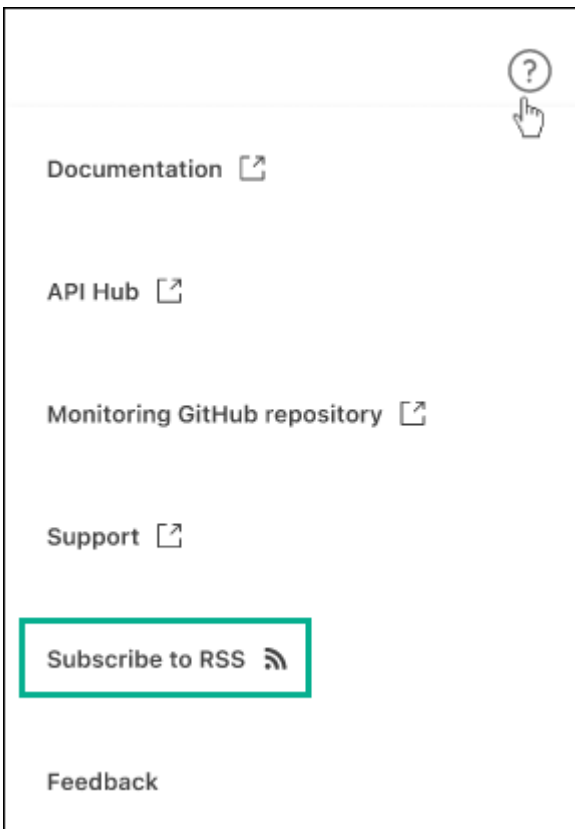 ?
Documentation
API Hub
Monitoring GitHub repository
Support
Subscribe to RSS
Feedback